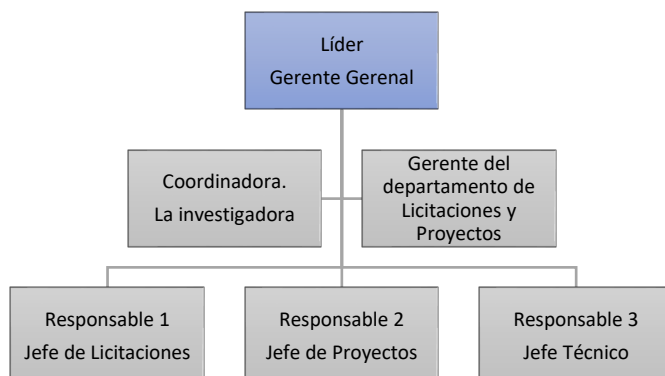 Líder
Gerente Gerenal
Coordinadora.
La investigadora
Gerente del
departamento de
Licitaciones y
Proyectos
Responsable 1
Jefe de Licitaciones
Responsable 2
Jefe de Proyectos
Responsable 3
Jefe Técnico